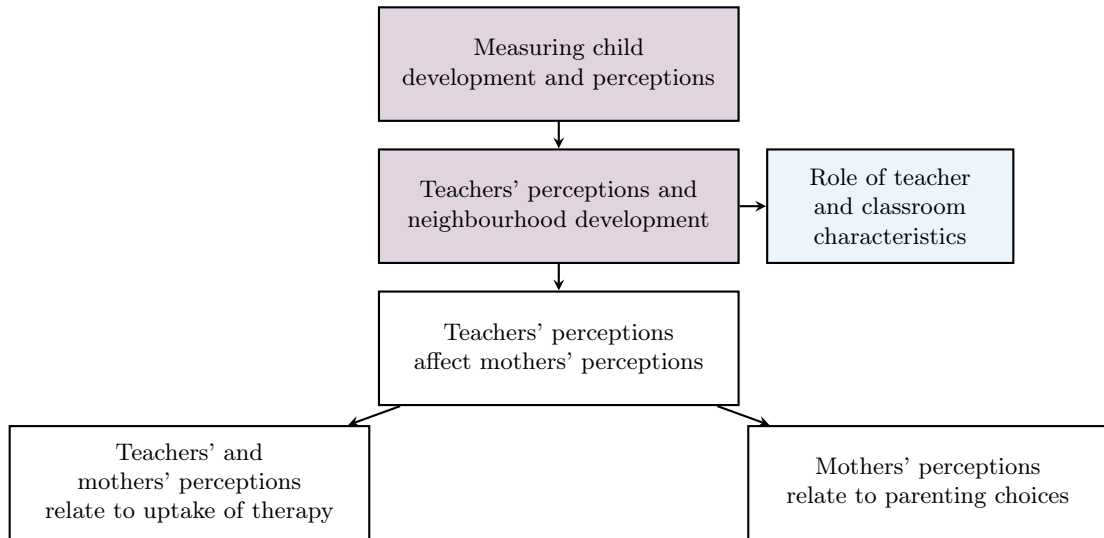 Measuring child
development and perceptions
Teachers’ perceptions and
neighbourhood development
Role of teacher
and classroom
characteristics
Teachers’ perceptions
affect mothers’ perceptions
Teachers’ and
mothers’ perceptions
relate to uptake of therapy
Mothers’ perceptions
relate to parenting choices